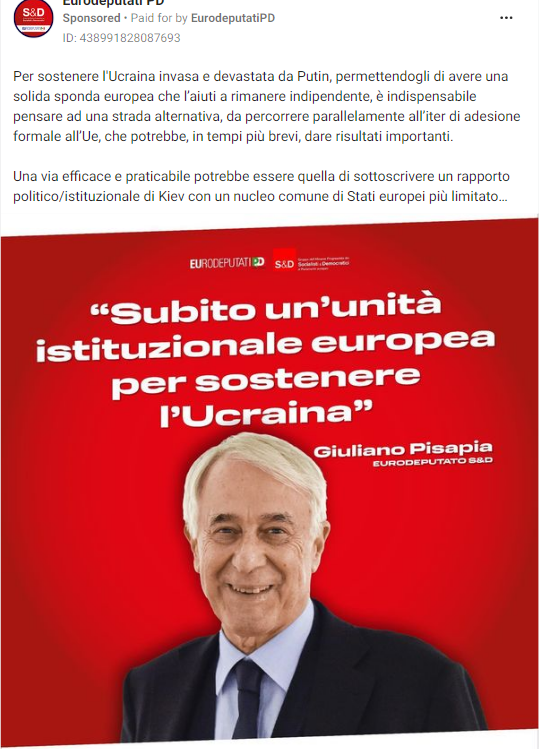 Eurodeputati PD
S&D
Sponsored • Paid for by EurodeputatiPD
ID: 438991828087693
Per sostenere l'Ucraina invasa e devastata da Putin, permettendogli di avere una
solida sponda europea che l’aiuti a rimanere indipendente, è indispensabile
pensare ad una strada alternativa, da percorrere parallelamente all’iter di adesione
formale all’Ue, che potrebbe, in tempi più brevi, dare risultati importanti.
Una via efficace e praticabile potrebbe essere quella di sottoscrivere un rapporto
politico/istituzionale di Kiev con un nucleo comune di Stati europei più limitato…
EURODEPUTATI PD S&D
Socialisti e Democratici
“Subito un’unità
istituzionale europea
per sostenere
l’Ucraina”
Giuliano Pisapia
EURODEPUTATO S&D